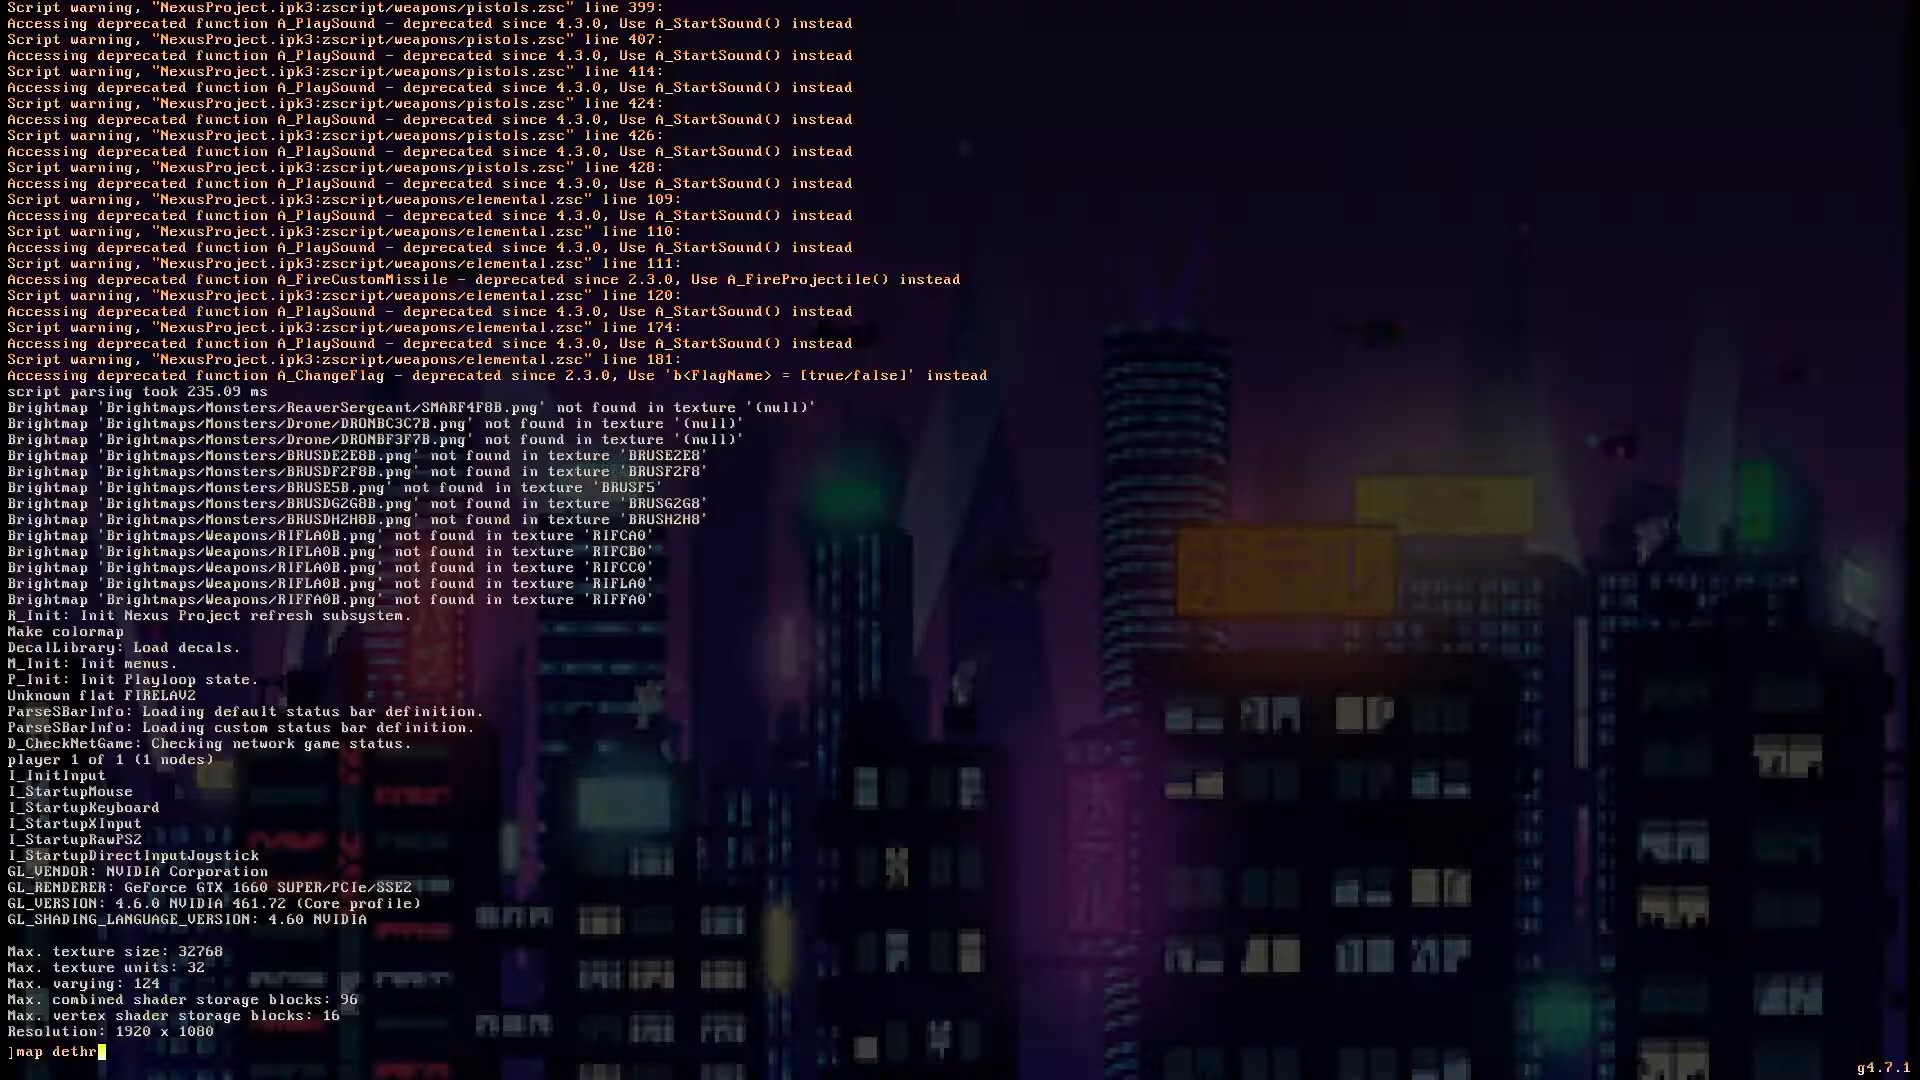 Script warning, "NexusProject.ipk3:zscript/weapons/pistols.zsc" line 399:
Accessing deprecated function A_PlaySound - deprecated since 4.3.0, Use A_StartSound() instead
Script warning, "NexusProject.ipk3:zscript/weapons/pistols.zsc" line 407:
Accessing deprecated function A_PlaySound - deprecated since 4.3.0, Use A_StartSound() instead
Script warning, "NexusProject.ipk3:zscript/weapons/pistols.zsc" line 414:
Accessing deprecated function A_PlaySound - deprecated since 4.3.0, Use A_StartSound() instead
Script warning, "NexusProject.ipk3:zscript/weapons/pistols.zsc" line 424:
Accessing deprecated function A_PlaySound - deprecated since 4.3.0, Use A_StartSound() instead
Script warning, "NexusProject.ipk3:zscript/weapons/pistols.zsc" line 426:
Accessing deprecated function A_PlaySound - deprecated since 4.3.0, Use A_StartSound() instead
Script warning, "NexusProject.ipk3:zscript/weapons/pistols.zsc" line 428:
Accessing deprecated function A_PlaySound - deprecated since 4.3.0, Use A_StartSound() instead
Script warning, "NexusProject.ipk3:zscript/weapons/elemental.zsc" line 109:
Accessing deprecated function A_PlaySound - deprecated since 4.3.0, Use A_StartSound() instead
Script warning, "NexusProject.ipk3:zscript/weapons/elemental.zsc" line 110:
Accessing deprecated function A_PlaySound - deprecated since 4.3.0, Use A_StartSound() instead
Script warning, "NexusProject.ipk3:zscript/weapons/elemental.zsc" line 111:
Accessing deprecated function A_FireCustomMissile - deprecated since 2.3.0, Use A_FireProjectile() instead
Script warning, "NexusProject.ipk3:zscript/weapons/elemental.zsc" line 120:
Accessing deprecated function A_PlaySound - deprecated since 4.3.0, Use A_StartSound() instead
Script warning, "NexusProject.ipk3:zscript/weapons/elemental.zsc" line 174:
Accessing deprecated function A_PlaySound - deprecated since 4.3.0, Use A_StartSound() instead
Script warning, "NexusProject.ipk3:zscript/weapons/elemental.zsc" line 181:
Accessing deprecated function A_ChangeFlag - deprecated since 2.3.0, Use 'b<FlagName> = [true/false]' instead
script parsing took 235.09 ms
Brightmap 'Brightmaps/Monsters/ReaverSergeant/SMARF4F8B.png' not found in texture '(null)'
Brightmap 'Brightmaps/Monsters/Drone/DRONBC3C7B.png' not found in texture '(null)'
Brightmap 'Brightmaps/Monsters/Drone/DRONBF3F7B.png' not found in texture '(null)'
Brightmap 'Brightmaps/Monsters/BRUSDE2E8B.png' not found in texture 'BRUSE2E8'
Brightmap 'Brightmaps/Monsters/BRUSDF2F8B.png' not found in texture 'BRUSF2F8'
Brightmap 'Brightmaps/Monsters/BRUSE5B.png' not found in texture 'BRUSF5'
Brightmap 'Brightmaps/Monsters/BRUSDG2G8B.png' not found in texture 'BRUSG2G8'
Brightmap 'Brightmaps/Monsters/BRUSDH2H8B.png' not found in texture 'BRUSH2H8'
Brightmap 'Brightmaps/Weapons/RIFLA0B.png' not found in texture 'RIFCA0'
Brightmap 'Brightmaps/Weapons/RIFLA0B.png' not found in texture 'RIFCB0'
Brightmap 'Brightmaps/Weapons/RIFLA0B.png' not found in texture 'RIFCC0'
Brightmap 'Brightmaps/Weapons/RIFLA0B.png' not found in texture 'RIFLA0'
Brightmap 'Brightmaps/Weapons/RIFFA0B.png' not found in texture 'RIFFA0'
R_Init: Init Nexus Project refresh subsystem.
Make colormap
DecalLibrary: Load decals.
M_Init: Init menus.
P_Init: Init Playloop state.
Unknown flat FIRELAV2
ParseSBarInfo: Loading default status bar definition.
ParseSBarInfo: Loading custom status bar definition.
D_CheckNetGame: Checking network game status.
player 1 of 1 (1 nodes)
I_InitInput
I_StartupMouse
I_StartupKeyboard
I_StartupXInput
I_StartupRawPS2
I_StartupDirectInputJoystick
GL_VENDOR: NVIDIA Corporation
GL_RENDERER: GeForce GTX 1660 SUPER/PCIe/SSE2
GL_VERSION: 4.6.0 NVIDIA 461.72 (Core profile)
GL_SHADING_LANGUAGE_VERSION: 4.60 NVIDIA
Max. texture size: 32768
Max. texture units: 32
Max. varying: 124
Max. combined shader storage blocks: 96
Max. vertex shader storage blocks: 16
Resolution: 1920 x 1080
]map dethr
g4.7.1